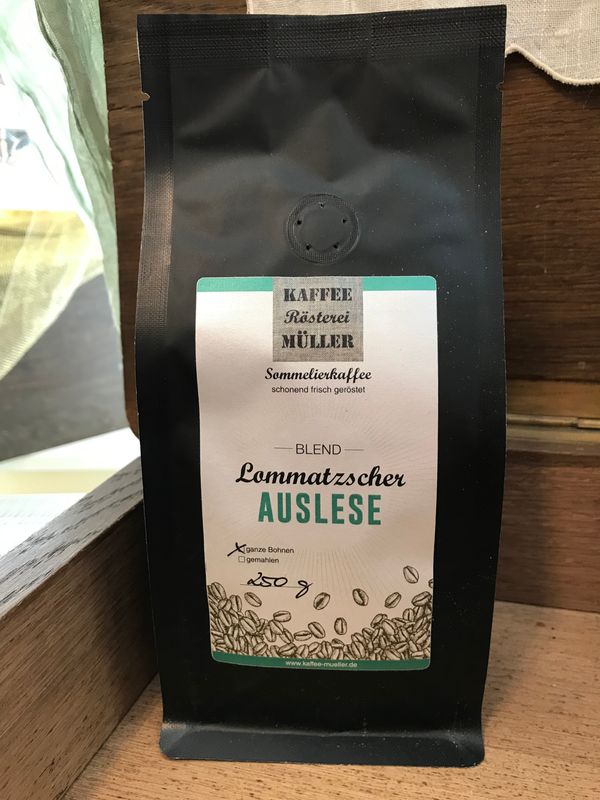 KAFFEE
Rösterei
MÜLLER
Sommelierkaffee
schonend frisch geröstet
BLEND
Lommatzscher
AUSLESE
ganze Bohnen
gemahlen
250 g
www.kaffee-mueller.de